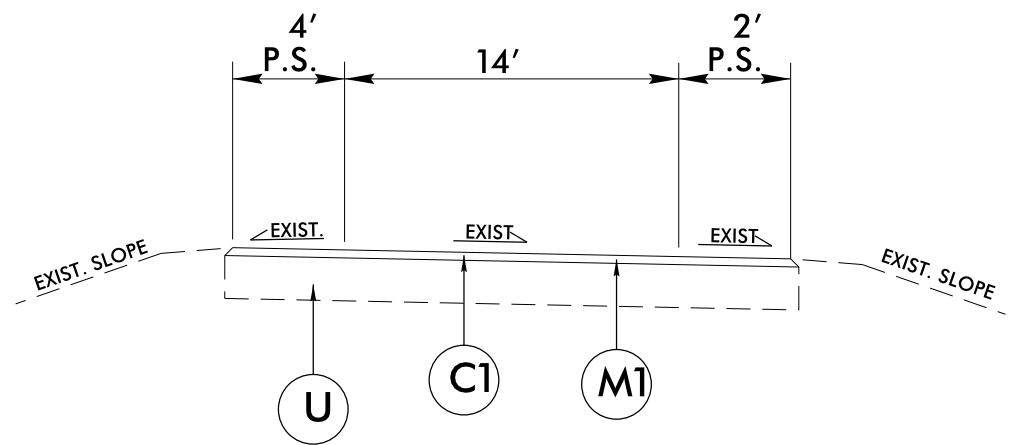 4'
P.S.
14'
2'
P.S.
EXIST.
EXIST
EXIST
EXIST. SLOPE
EXIST. SLOPE
U
C1
M1